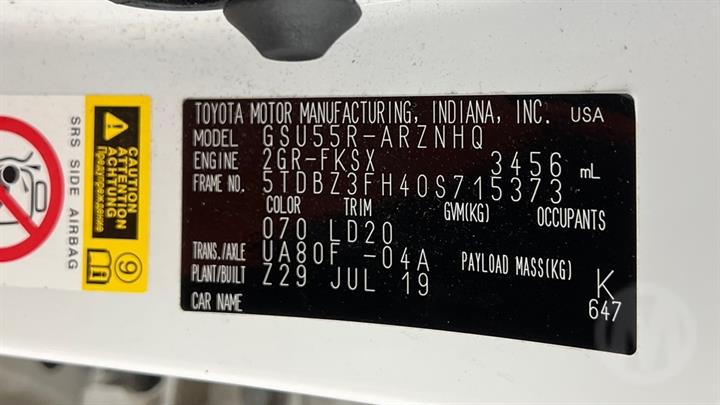 TOYOTA MOTOR MANUFACTURING, INDIANA, INC. USA
MODEL GSU55R-ARZNHQ
ENGINE 2GR-FKSX 3456 mL
FRAME NO. 5TDBZ3FH40S715373
COLOR TRIM GVM(KG) OCCUPANTS
070 LD20
TRANS./AXLE UA80F -04A PAYLOAD MASS(KG)
PLANT/BUILT Z29 JUL 19 K
CAR NAME 647
SRS SIDE AIRBAG
CAUTION
ATTENTION
ACHTUNG
Предупреждение
9